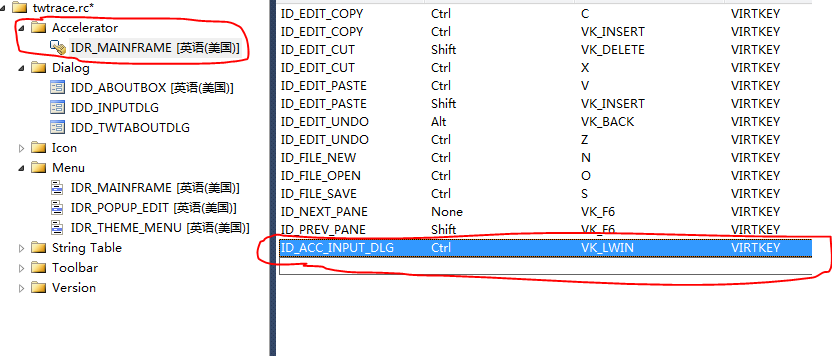 twtrace.rc*
Accelerator
IDR_MAINFRAME [英语(美国)]
Dialog
IDD_ABOUTBOX [英语(美国)]
IDD_INPUTDLG
IDD_TWTABOUTDLG
Icon
Menu
IDR_MAINFRAME [英语(美国)]
IDR_POPUP_EDIT [英语(美国)]
IDR_THEME_MENU [英语(美国)]
String Table
Toolbar
Version
ID_EDIT_COPY Ctrl C VIRTKEY
ID_EDIT_COPY Ctrl VK_INSERT VIRTKEY
ID_EDIT_CUT Shift VK_DELETE VIRTKEY
ID_EDIT_CUT Ctrl X VIRTKEY
ID_EDIT_PASTE Ctrl V VIRTKEY
ID_EDIT_PASTE Shift VK_INSERT VIRTKEY
ID_EDIT_UNDO Alt VK_BACK VIRTKEY
ID_EDIT_UNDO Ctrl Z VIRTKEY
ID_FILE_NEW Ctrl N VIRTKEY
ID_FILE_OPEN Ctrl O VIRTKEY
ID_FILE_SAVE Ctrl S VIRTKEY
ID_NEXT_PANE None VK_F6 VIRTKEY
ID_PREV_PANE Shift VK_F6 VIRTKEY
ID_ACC_INPUT_DLG Ctrl VK_LWIN VIRTKEY